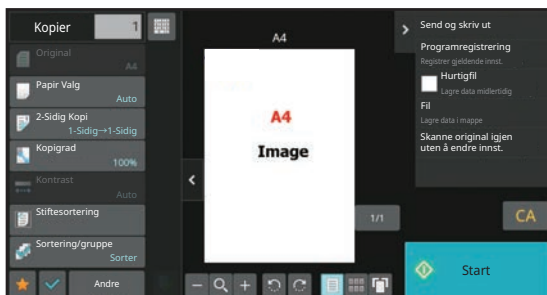 Kopier
1
Original
A4
Papir Valg
Auto
2-Sidig Kopi
1-Sidig→1-Sidig
Kopigrad
100%
Kontrast
Auto
Stiftesortering
Sortering/gruppe
Sorter
Andre
A4
A4
Image
1/1
Send og skriv ut
Programregistrering
Registrer gjeldende innst.
Hurtigfil
Lagre data midlertidig
Fil
Lagre data i mappe
Skanne original igjen
uten å endre innst.
CA
Start